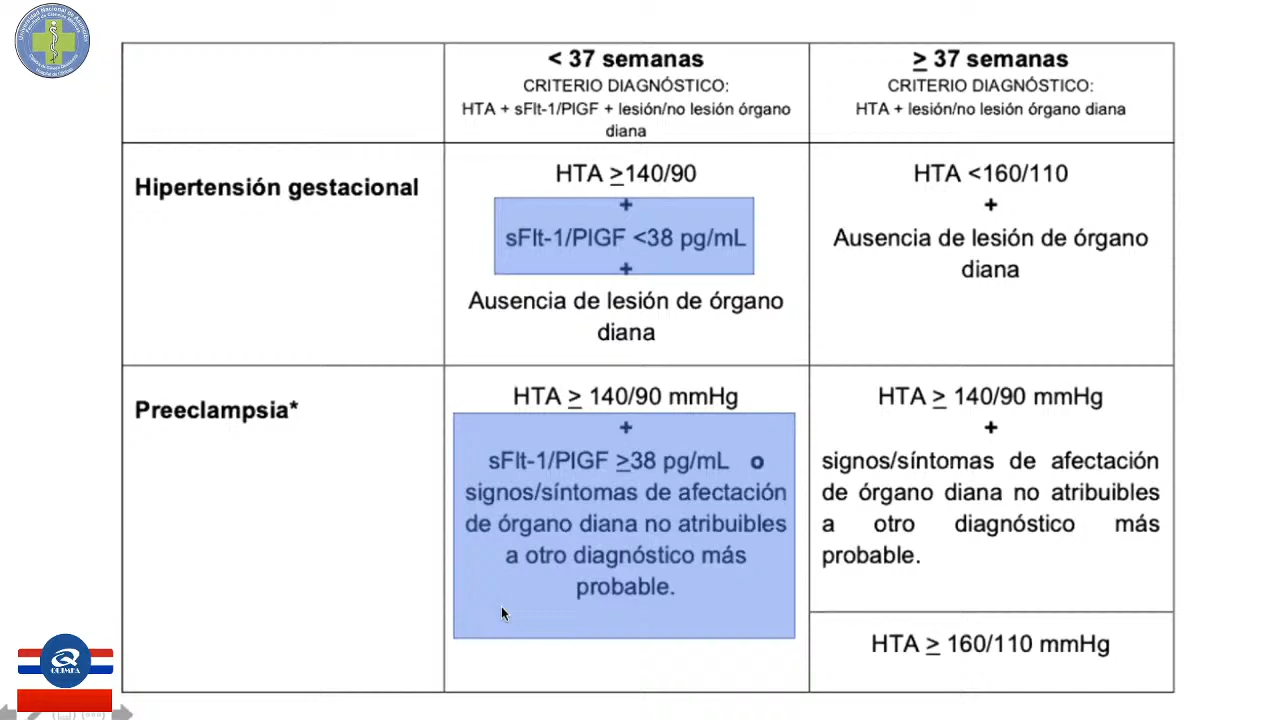 < 37 semanas
CRITERIO DIAGNÓSTICO:
HTA + sFlt-1/PlGF + lesión/no lesión órgano
diana
≥ 37 semanas
CRITERIO DIAGNÓSTICO:
HTA + lesión/no lesión órgano diana
Hipertensión gestacional
HTA ≥140/90
+
sFlt-1/PlGF <38 pg/mL
+
Ausencia de lesión de órgano
diana
HTA <160/110
+
Ausencia de lesión de órgano
diana
Preeclampsia*
HTA ≥ 140/90 mmHg
+
sFlt-1/PlGF ≥38 pg/mL o
signos/síntomas de afectación
de órgano diana no atribuibles
a otro diagnóstico más
probable.
HTA ≥ 140/90 mmHg
+
signos/síntomas de afectación
de órgano diana no atribuibles
a otro diagnóstico más
probable.
HTA ≥ 160/110 mmHg
QUIMFA